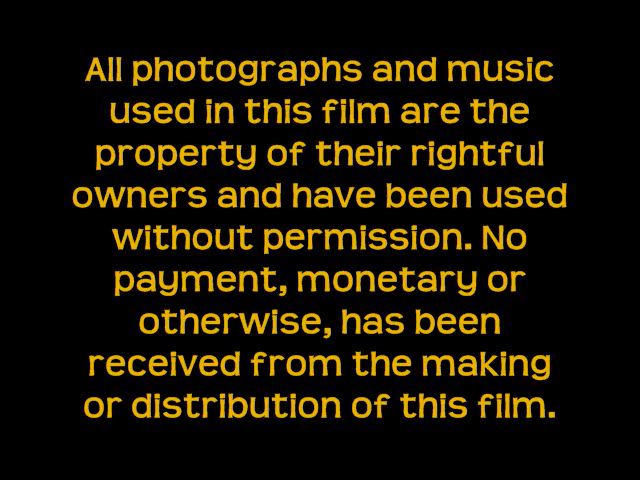 All photographs and music
used in this film are the
property of their rightful
owners and have been used
without permission. No
payment, monetary or
otherwise, has been
received from the making
or distribution of this film.